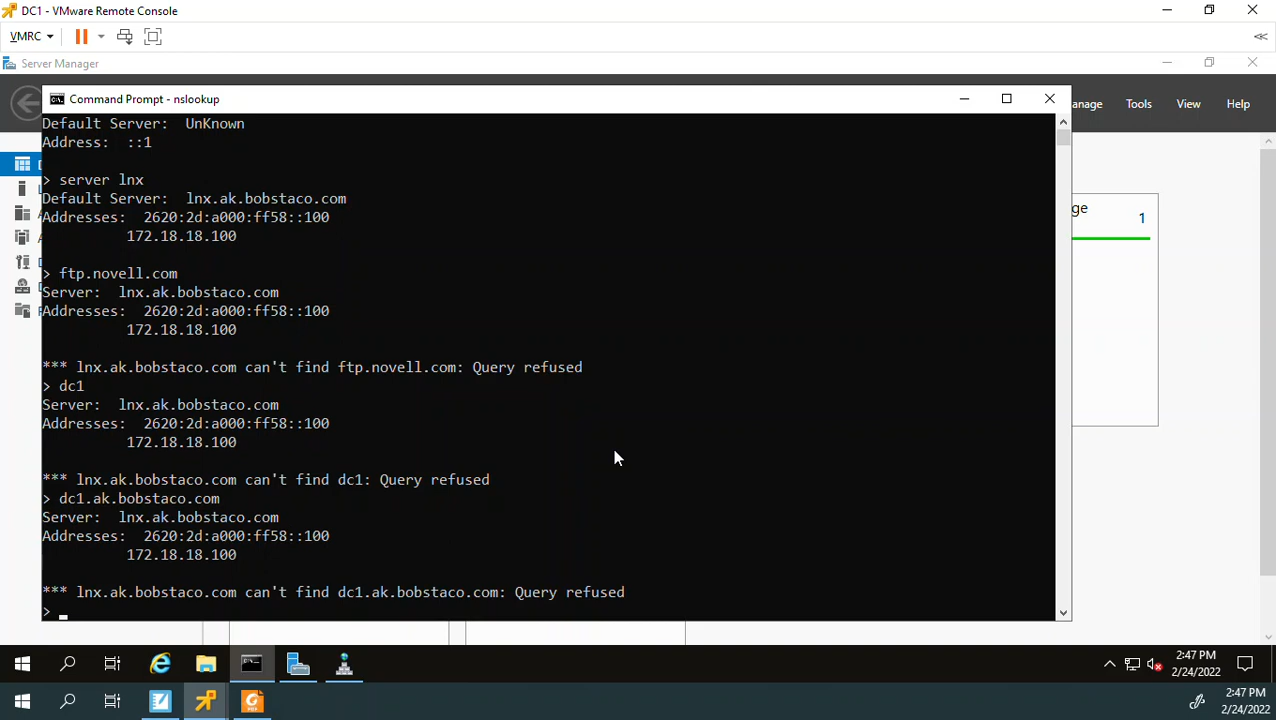 DC1 - VMware Remote Console
VMRC
Server Manager
Command Prompt - nslookup
anage Tools View Help
Default Server:  UnKnown
Address:  ::1
> server lnx
Default Server:  lnx.ak.bobstaco.com
Addresses:  2620:2d:a000:ff58::100
172.18.18.100
> ftp.novell.com
Server:  lnx.ak.bobstaco.com
Addresses:  2620:2d:a000:ff58::100
172.18.18.100
*** lnx.ak.bobstaco.com can't find ftp.novell.com: Query refused
> dc1
Server:  lnx.ak.bobstaco.com
Addresses:  2620:2d:a000:ff58::100
172.18.18.100
*** lnx.ak.bobstaco.com can't find dc1: Query refused
> dc1.ak.bobstaco.com
Server:  lnx.ak.bobstaco.com
Addresses:  2620:2d:a000:ff58::100
172.18.18.100
*** lnx.ak.bobstaco.com can't find dc1.ak.bobstaco.com: Query refused
>
ge 1
2:47 PM
2/24/2022
2:47 PM
2/24/2022